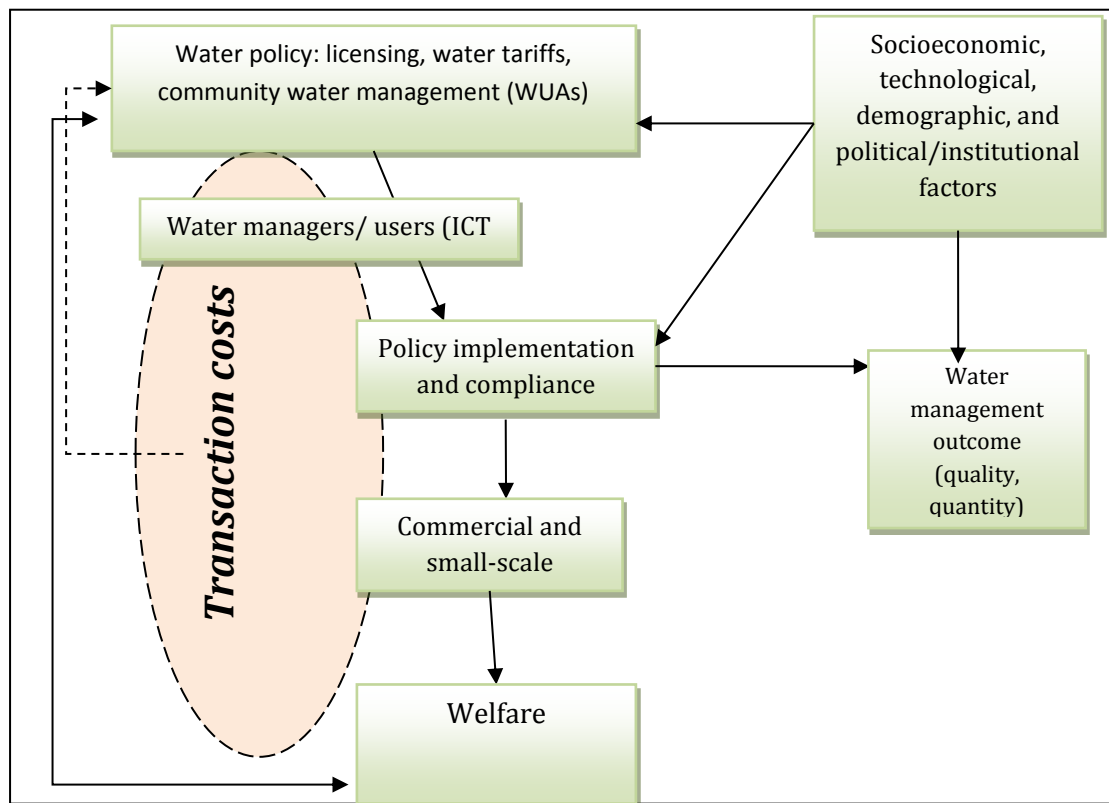 Water policy: licensing, water tariffs,
community water management (WUAs)
Socioeconomic,
technological,
demographic, and
political/institutional
factors
Water managers/ users (ICT
Transaction costs
Policy implementation
and compliance
Water
management
outcome
(quality,
quantity)
Commercial and
small-scale
Welfare